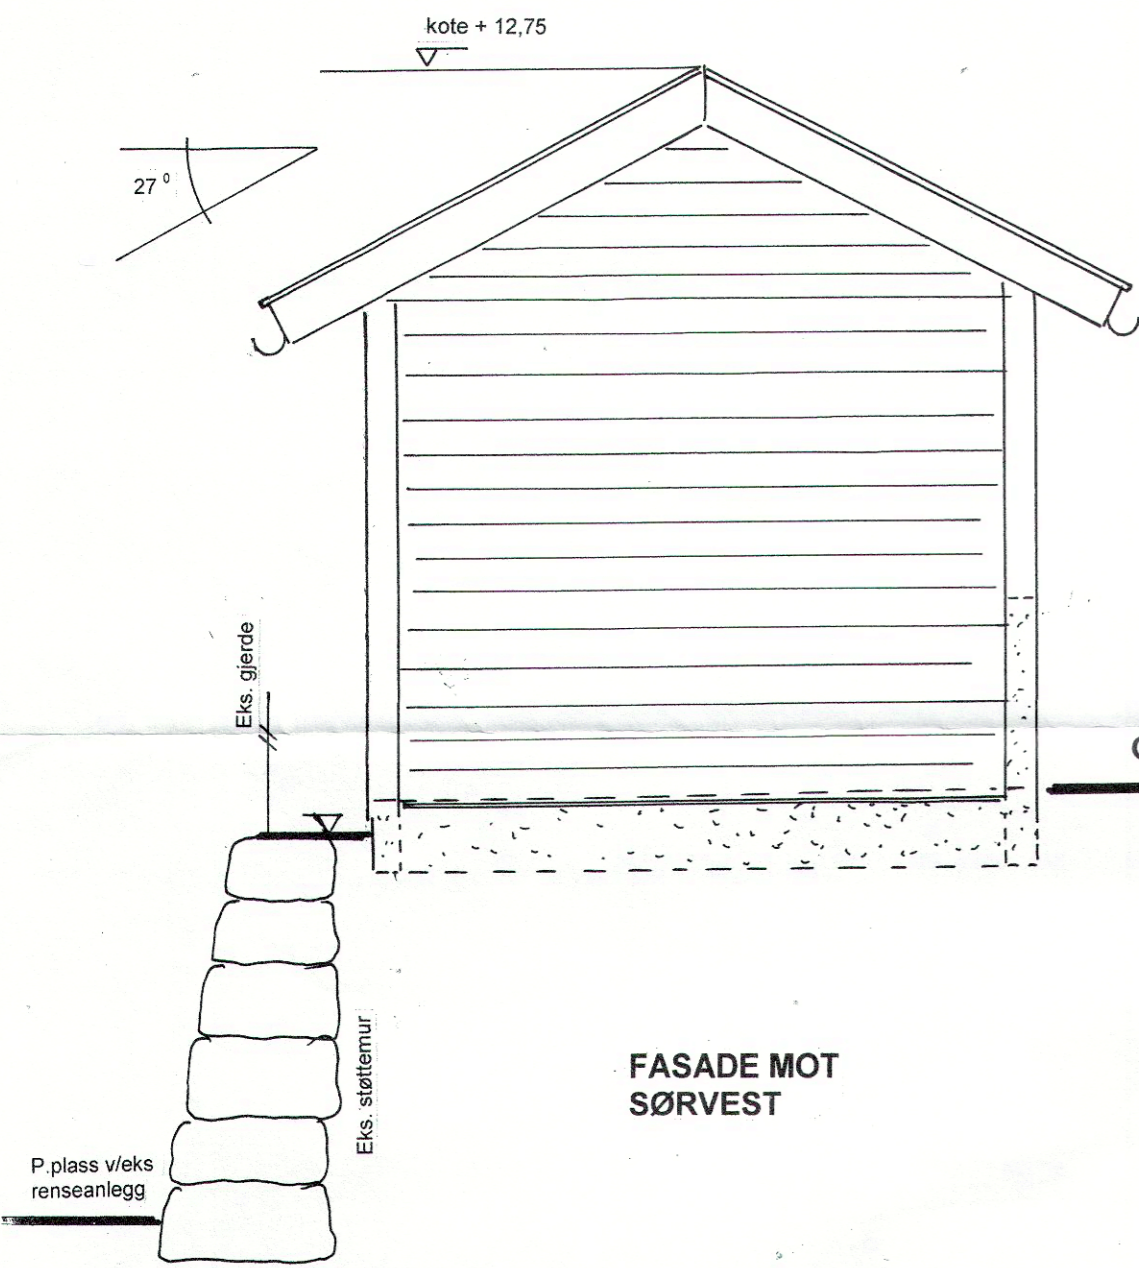 kote + 12,75
27 º
Eks. gjerde
Eks. støttemur
FASADE MOT
SØRVEST
P.plass v/eks
renseanlegg